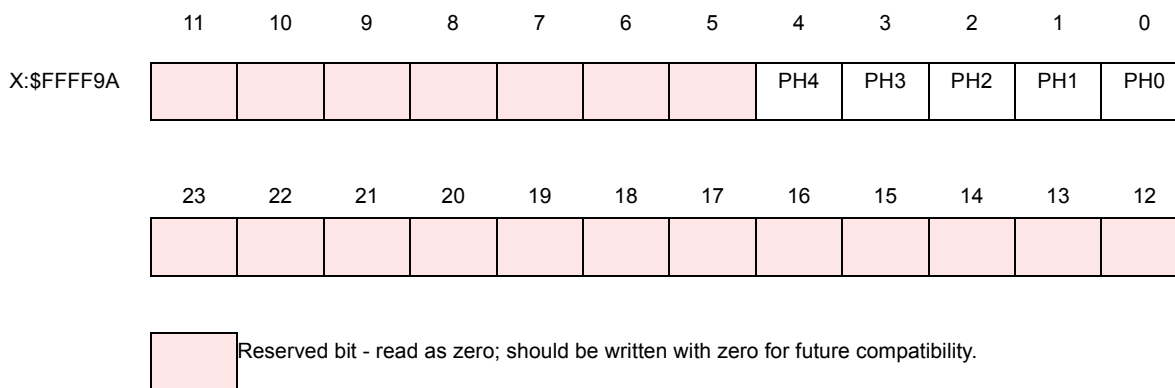 11 10 9 8 7 6 5 4 3 2 1 0
X:$FFFF9A PH4 PH3 PH2 PH1 PH0
23 22 21 20 19 18 17 16 15 14 13 12
Reserved bit - read as zero; should be written with zero for future compatibility.